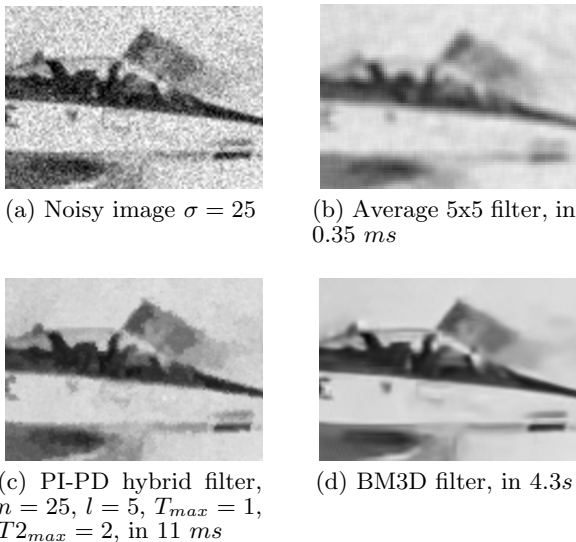 (a) Noisy image σ = 25
(b) Average 5x5 filter, in
0.35 ms
(c) PI-PD hybrid filter,
n = 25, l = 5, T_max = 1,
T2_max = 2, in 11 ms
(d) BM3D filter, in 4.3s